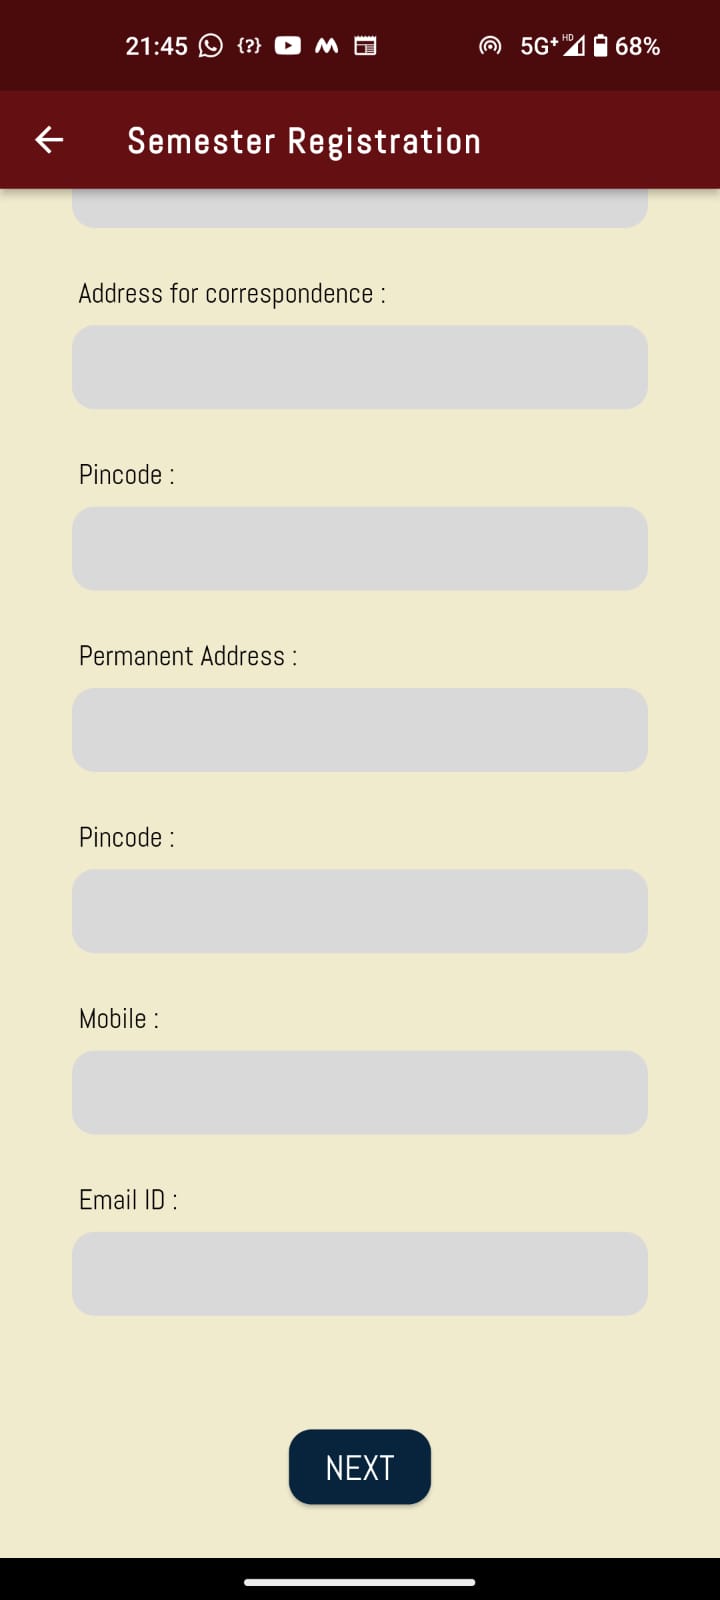 21:45 {?} 5G+ HD 68%
Semester Registration
Address for correspondence :
Pincode :
Permanent Address :
Pincode :
Mobile :
Email ID :
NEXT